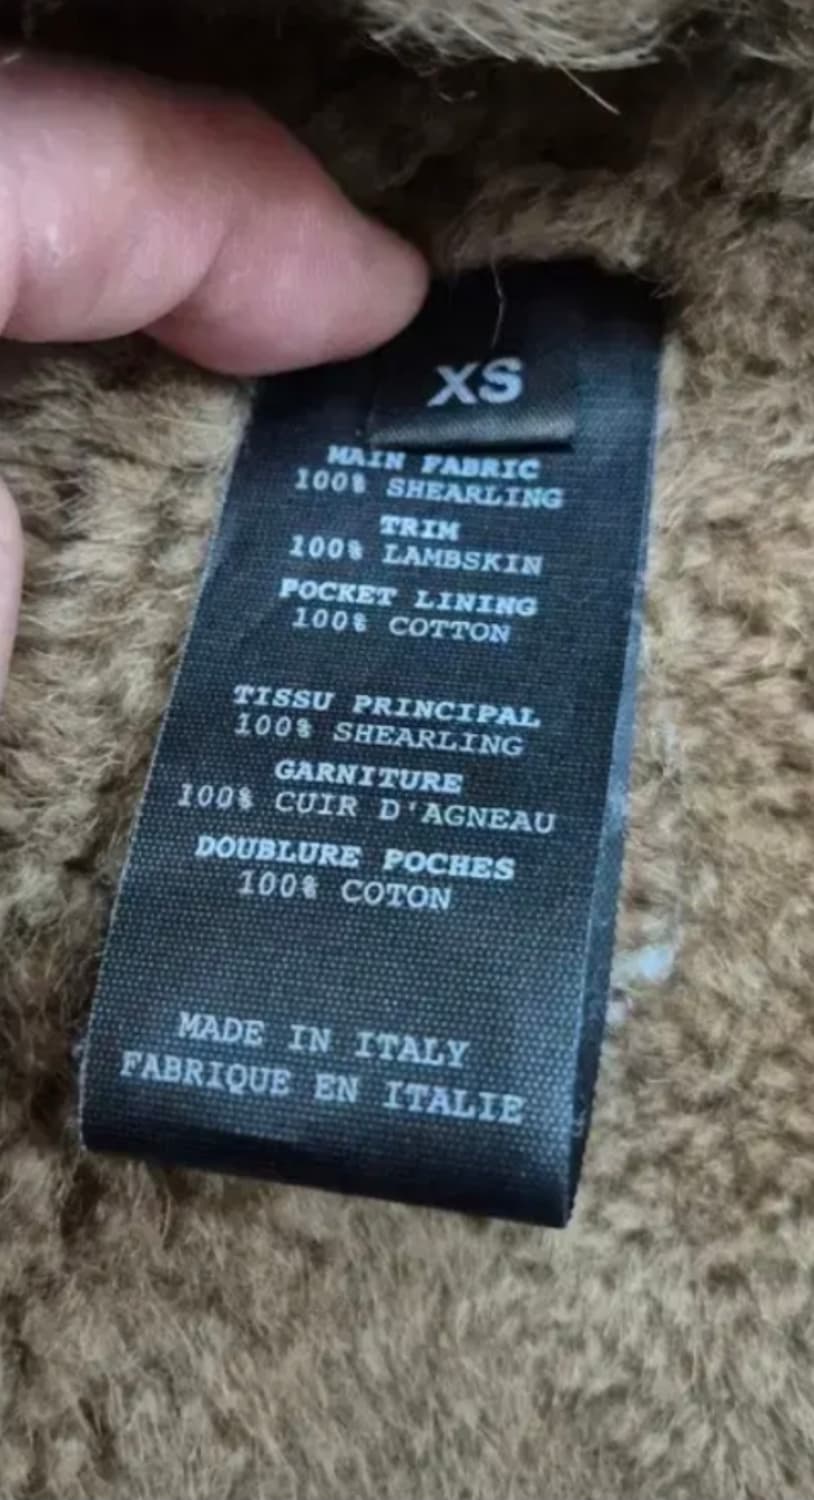 XS
MAIN FABRIC
100% SHEARLING
TRIM
100% LAMBSKIN
POCKET LINING
100% COTTON
TISSU PRINCIPAL
100% SHEARLING
GARNITURE
100% CUIR D'AGNEAU
DOUBLURE POCHES
100% COTON
MADE IN ITALY
FABRIQUE EN ITALIE